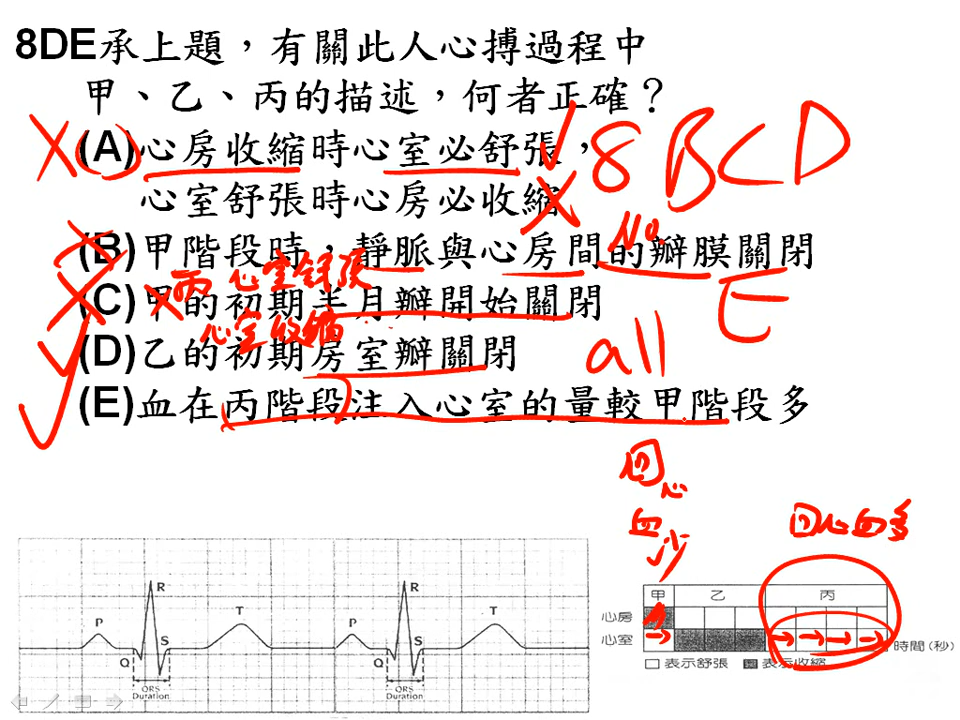 8DE承上題，有關此人心搏過程中
甲、乙、丙的描述，何者正確？
(A)心房收縮時心室必舒張，
心室舒張時心房必收縮
(B)甲階段時，靜脈與心房間的瓣膜關閉
(C)甲的初期半月瓣開始關閉
(D)乙的初期房室瓣關閉
(E)血在丙階段注入心室的量較甲階段多
8 BCD
No
丙 心室舒張
E
心室收縮
all
回心
血少
回心血多
P R T P R T
Q S Q S
QRS QRS
Duration Duration
甲 乙 丙
心房
心室 時間(秒)
表示舒張 表示收縮